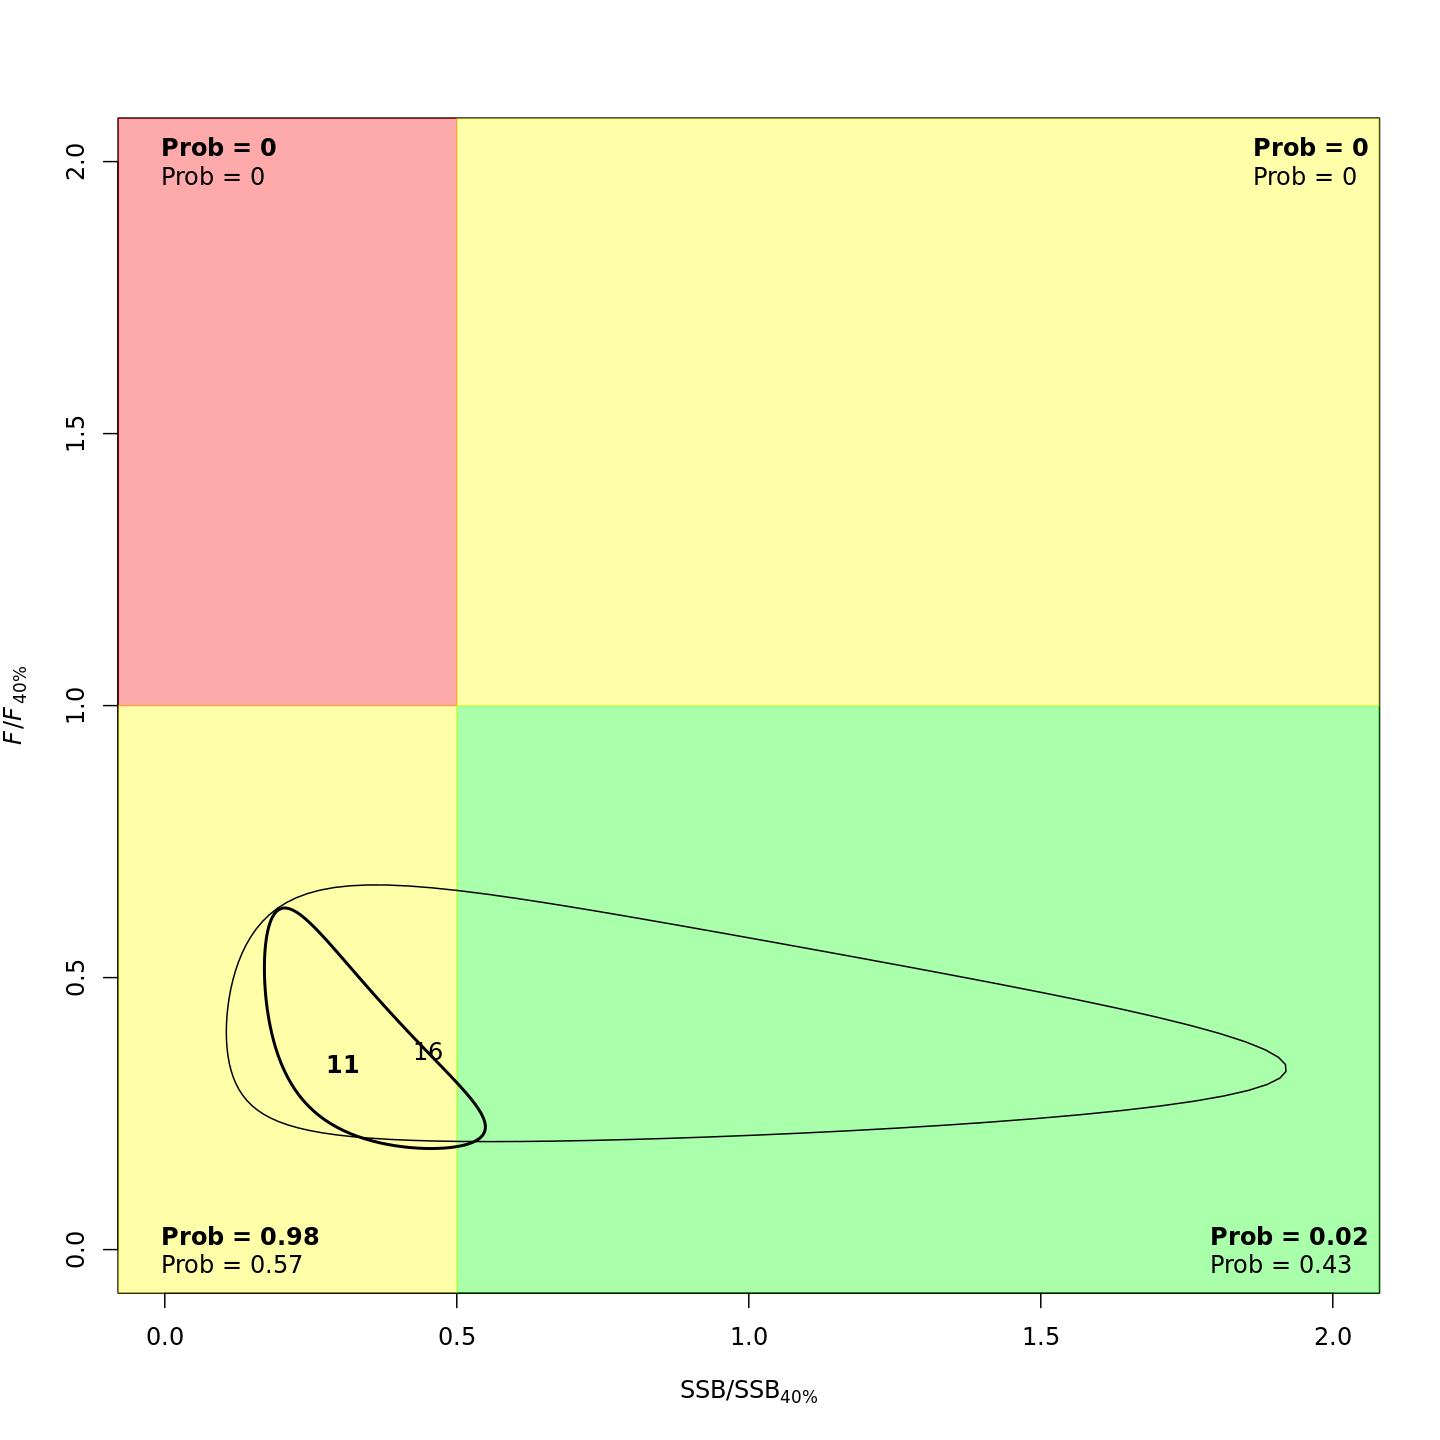 Prob = 0
Prob = 0
Prob = 0
Prob = 0
2.0
1.5
1.0
0.5
0.0
F/F40%
16
11
Prob = 0.98
Prob = 0.57
Prob = 0.02
Prob = 0.43
0.0 0.5 1.0 1.5 2.0
SSB/SSB40%